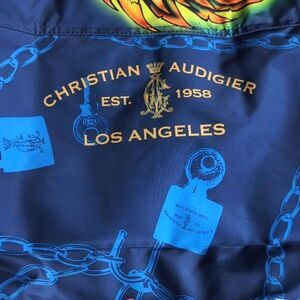 CHRISTIAN AUDIGIER
EST. 1958
LOS ANGELES